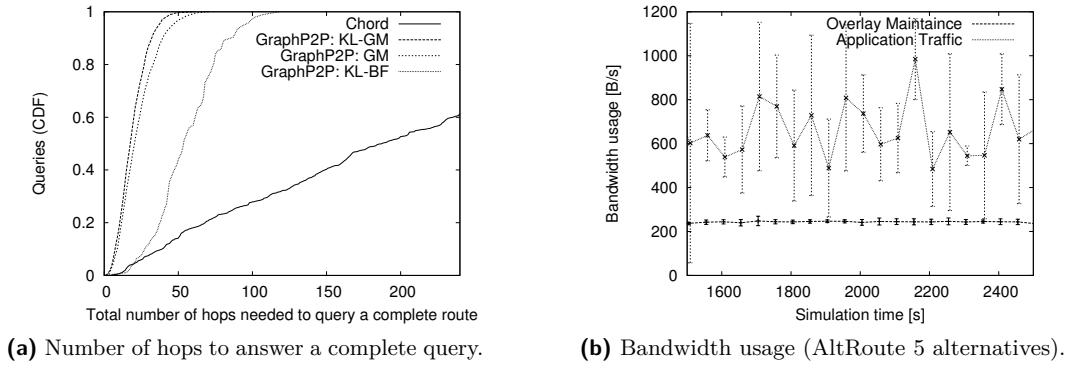 Queries (CDF)
1
0.8
0.6
0.4
0.2
0
Chord
GraphP2P: KL-GM
GraphP2P: GM
GraphP2P: KL-BF
0 50 100 150 200
Total number of hops needed to query a complete route
(a) Number of hops to answer a complete query.
Bandwidth usage [B/s]
1200
1000
800
600
400
200
0
Overlay Maintaince
Application Traffic
1600 1800 2000 2200 2400
Simulation time [s]
(b) Bandwidth usage (AltRoute 5 alternatives).